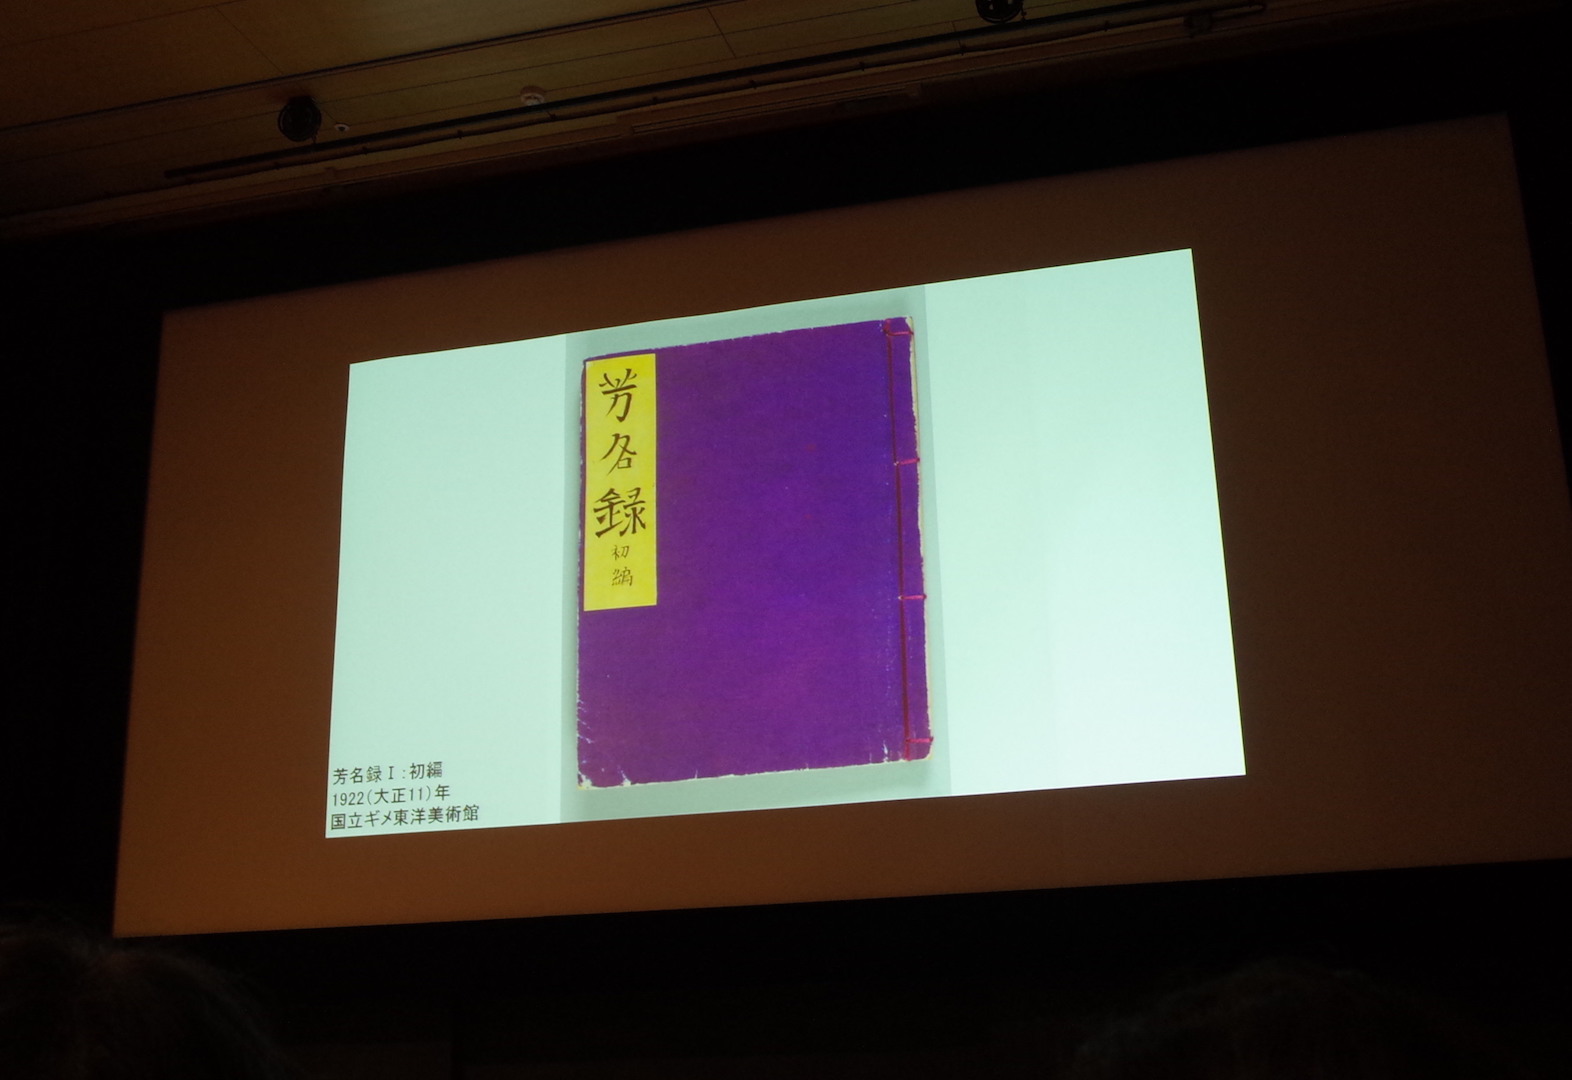 芳名録
初編
芳名録Ⅰ:初編
1922(大正11)年
国立ギメ東洋美術館